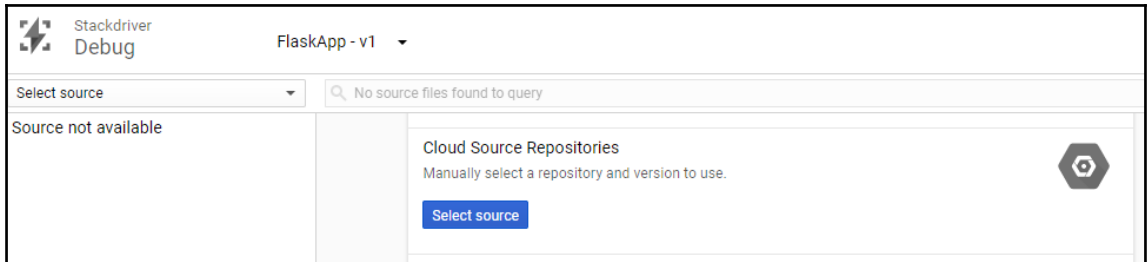 Stackdriver
Debug
FlaskApp - v1
Select source
No source files found to query
Source not available
Cloud Source Repositories
Manually select a repository and version to use.
Select source